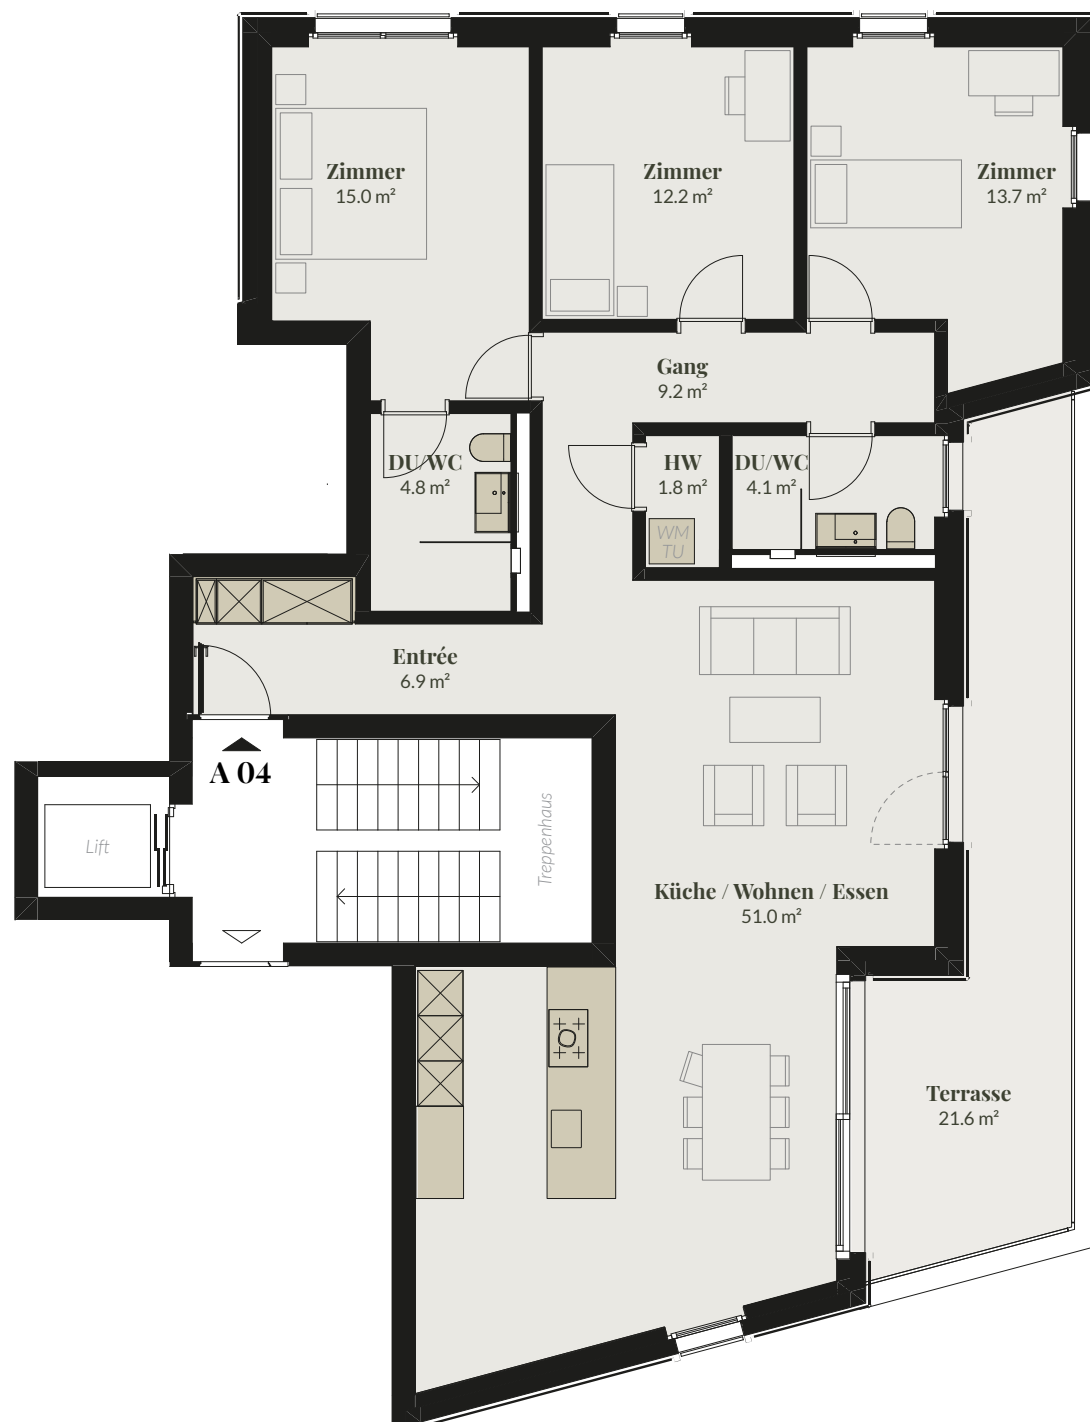 Zimmer
15.0 m²
Zimmer
12.2 m²
Zimmer
13.7 m²
Gang
9.2 m²
DU/WC
4.8 m²
HW
1.8 m²
DU/WC
4.1 m²
WM
TU
Entrée
6.9 m²
A 04
Lift
Treppenhaus
Küche / Wohnen / Essen
51.0 m²
Terrasse
21.6 m²